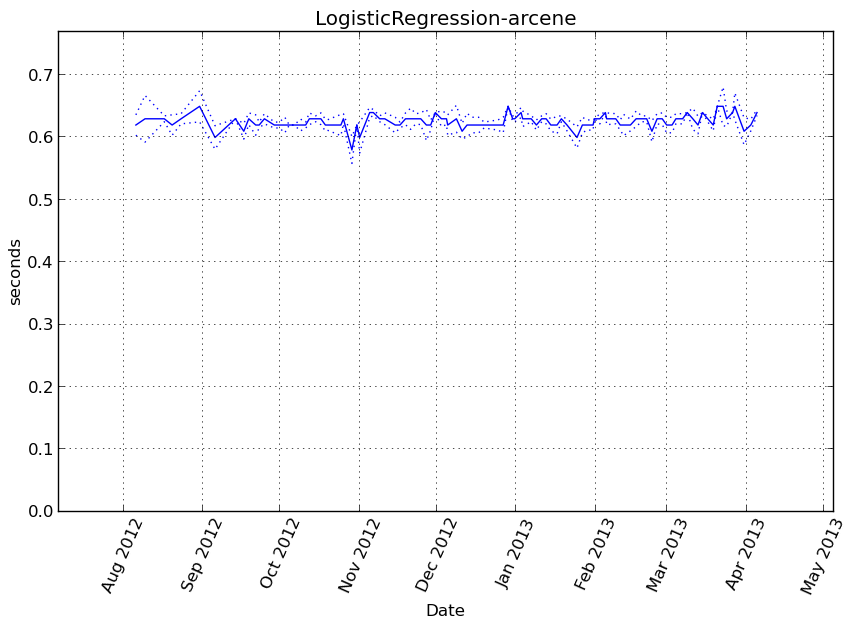 LogisticRegression-arcene
0.7
0.6
0.5
0.4
0.3
0.2
0.1
0.0
seconds
Aug 2012
Sep 2012
Oct 2012
Nov 2012
Dec 2012
Jan 2013
Feb 2013
Mar 2013
Apr 2013
May 2013
Date